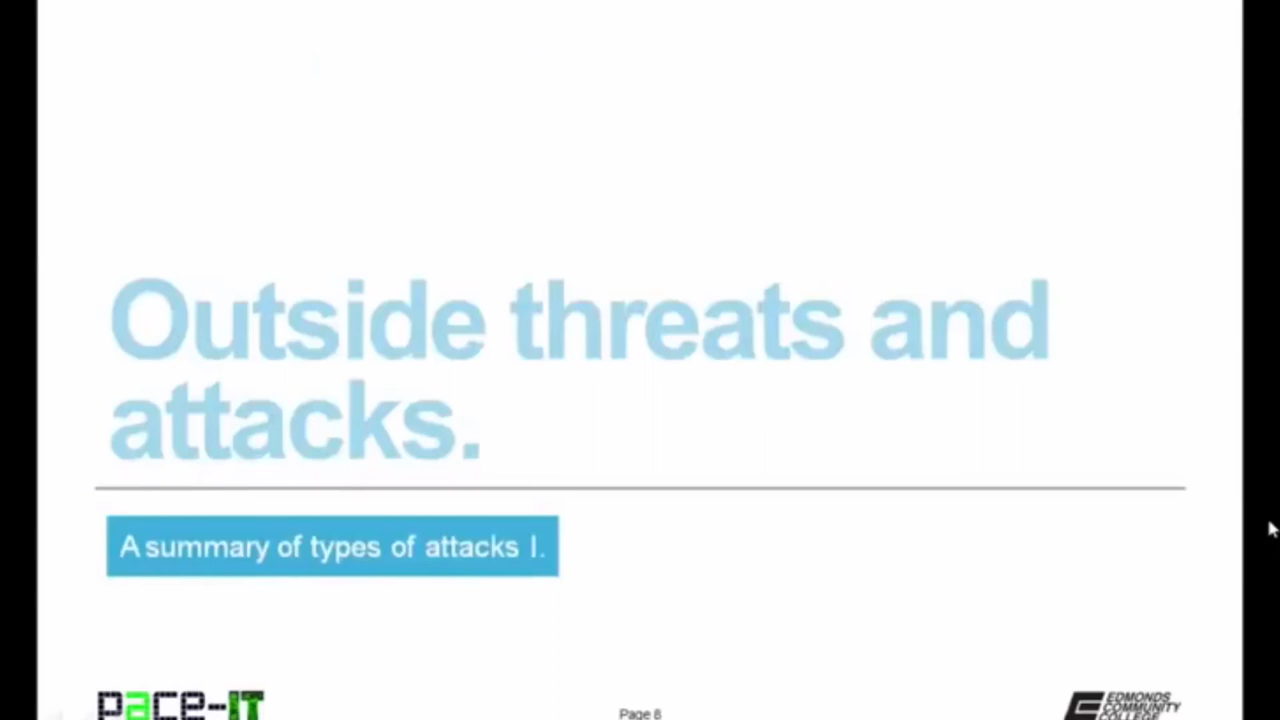 Outside threats and
attacks.
A summary of types of attacks I.
pace-IT
Page 8
EDMONDS
COMMUNITY
COLLEGE